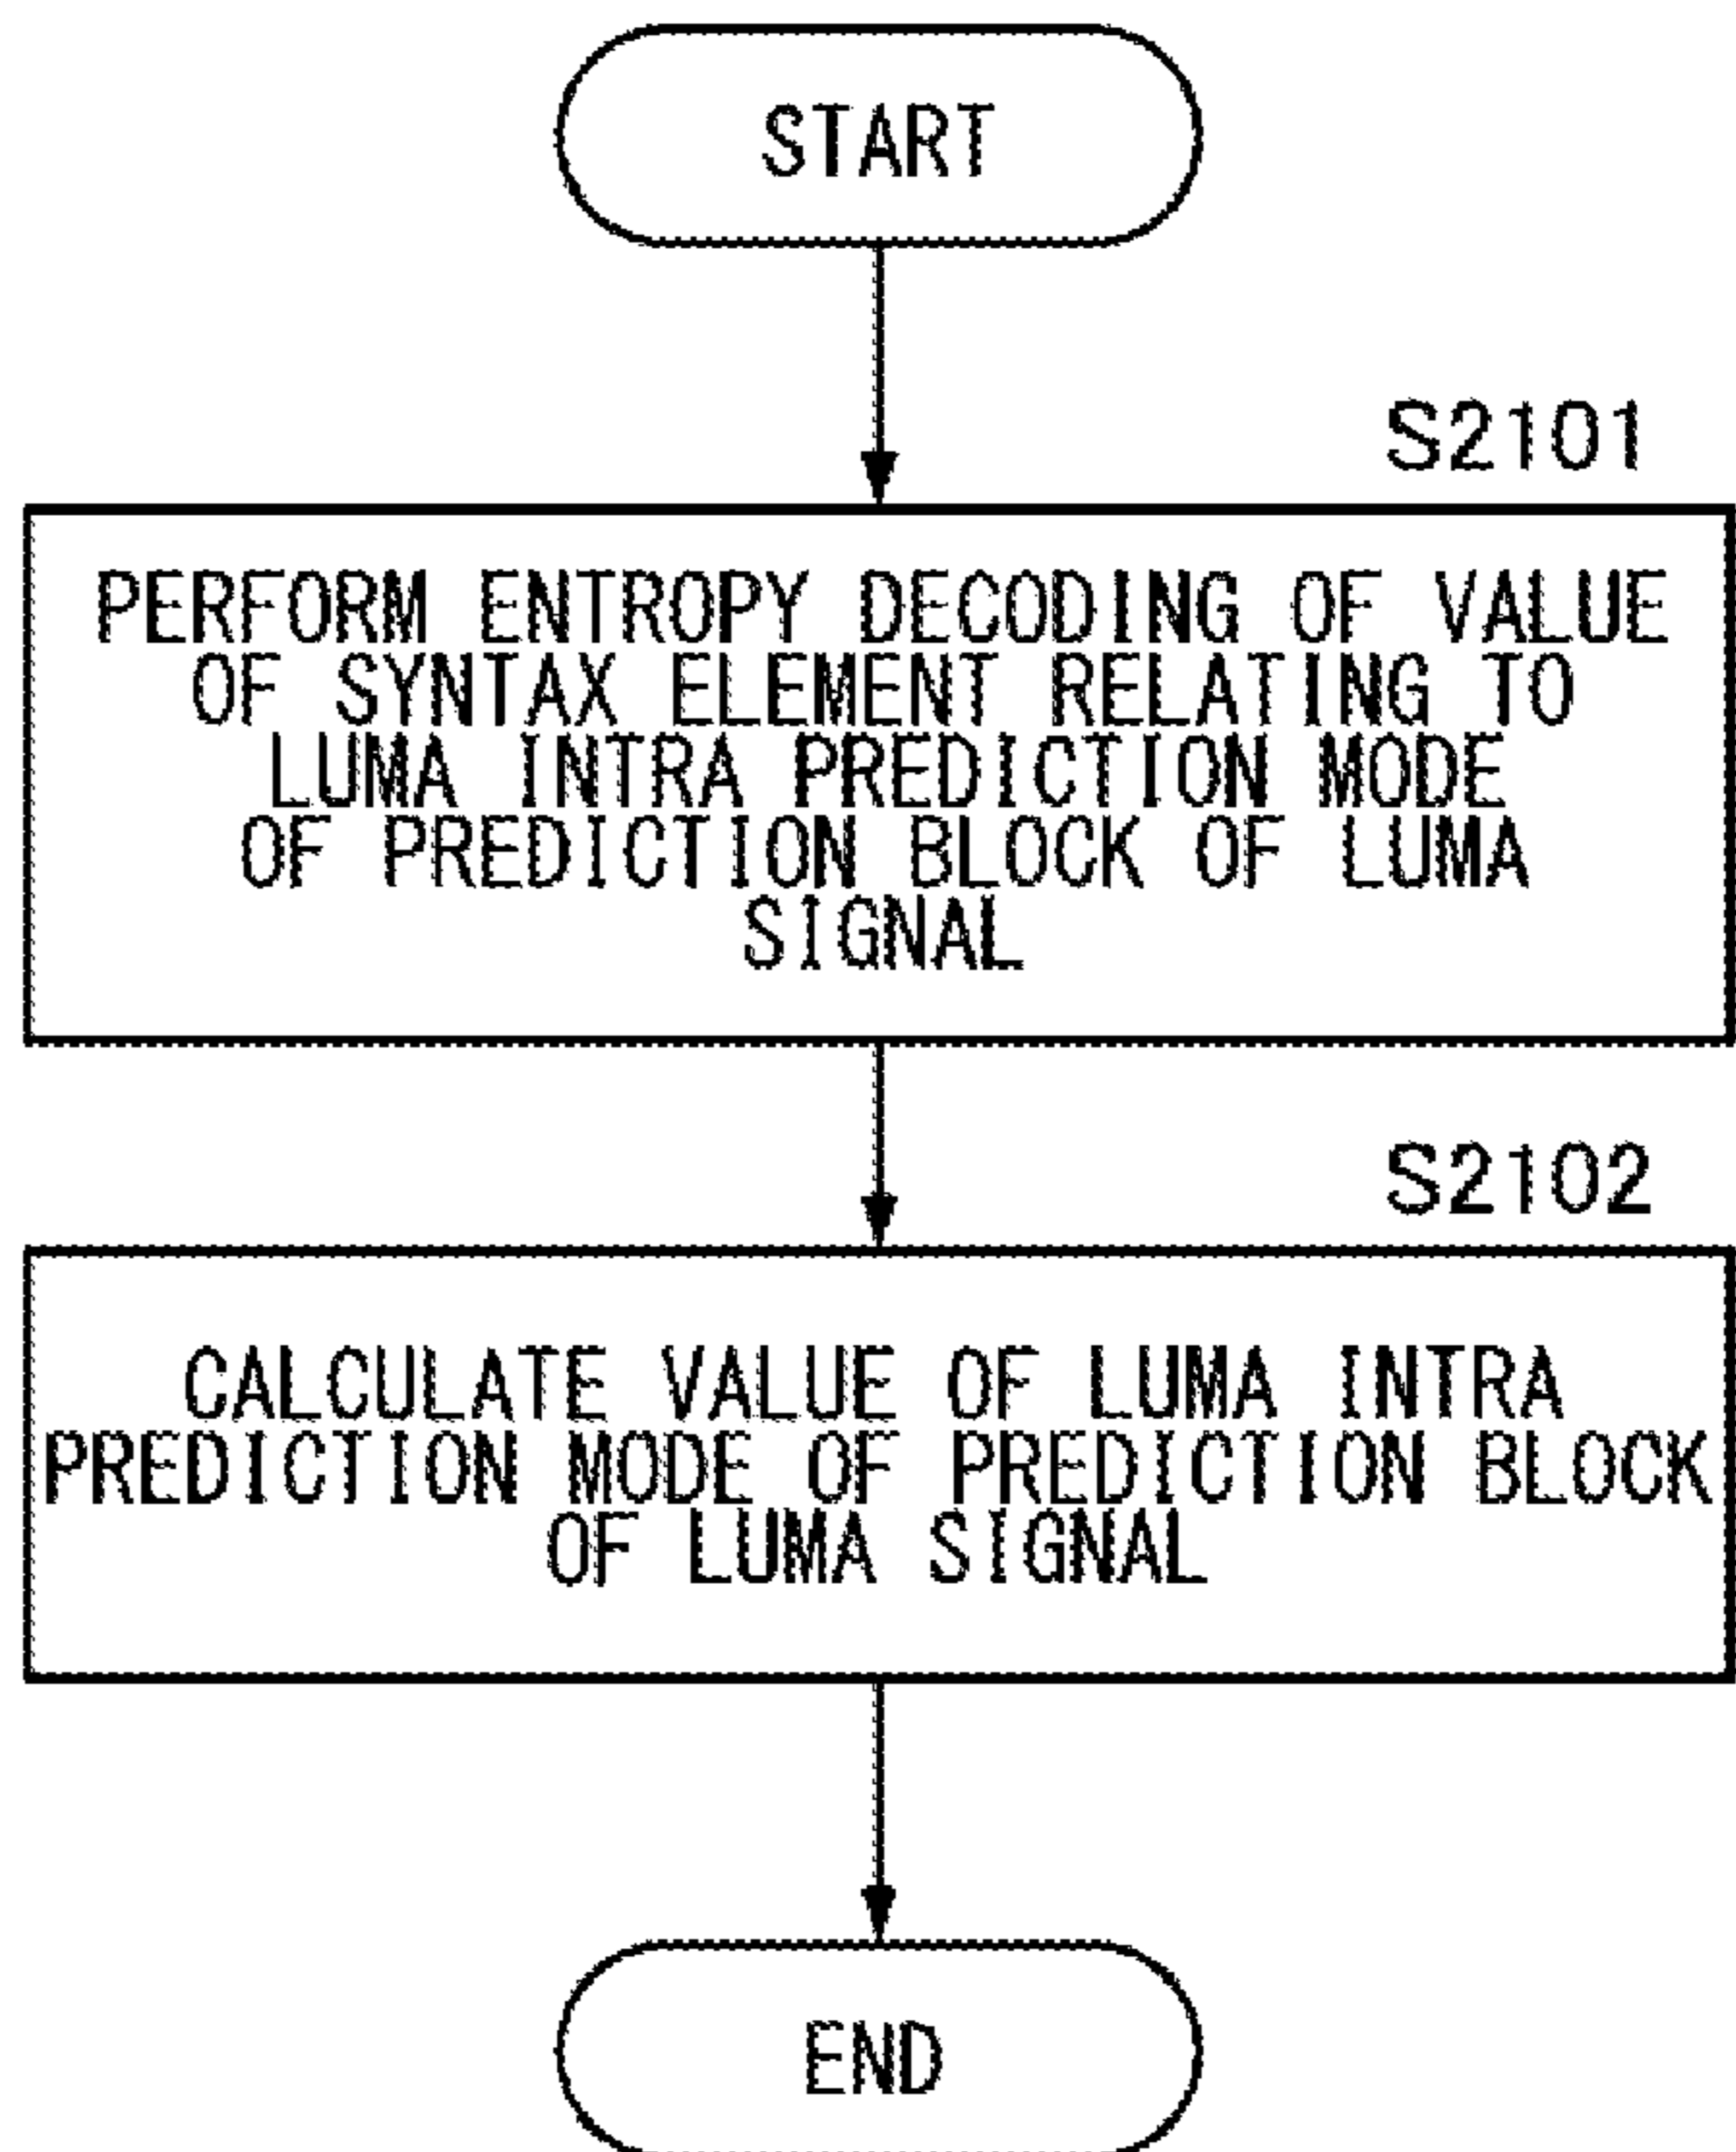 START
S2101
PERFORM ENTROPY DECODING OF VALUE
OF SYNTAX ELEMENT RELATING TO
LUMA INTRA PREDICTION MODE
OF PREDICTION BLOCK OF LUMA
SIGNAL
S2102
CALCULATE VALUE OF LUMA INTRA
PREDICTION MODE OF PREDICTION BLOCK
OF LUMA SIGNAL
END